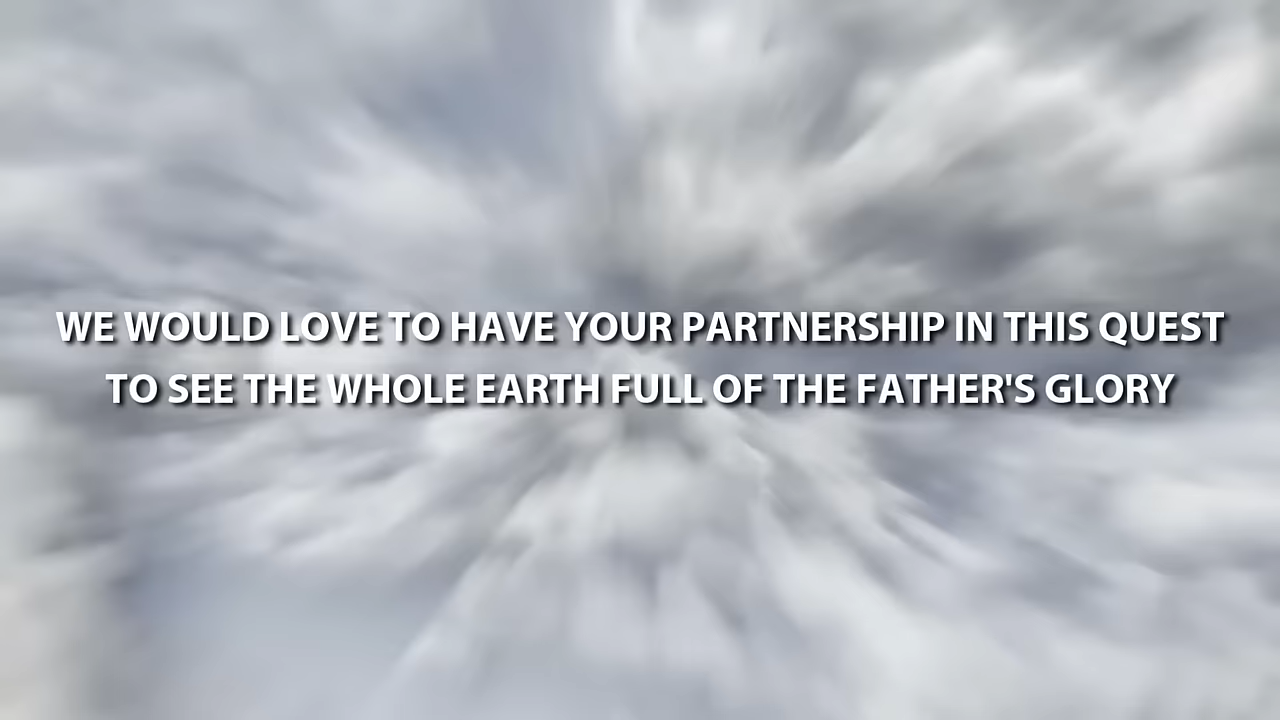 WE WOULD LOVE TO HAVE YOUR PARTNERSHIP IN THIS QUEST
TO SEE THE WHOLE EARTH FULL OF THE FATHER'S GLORY